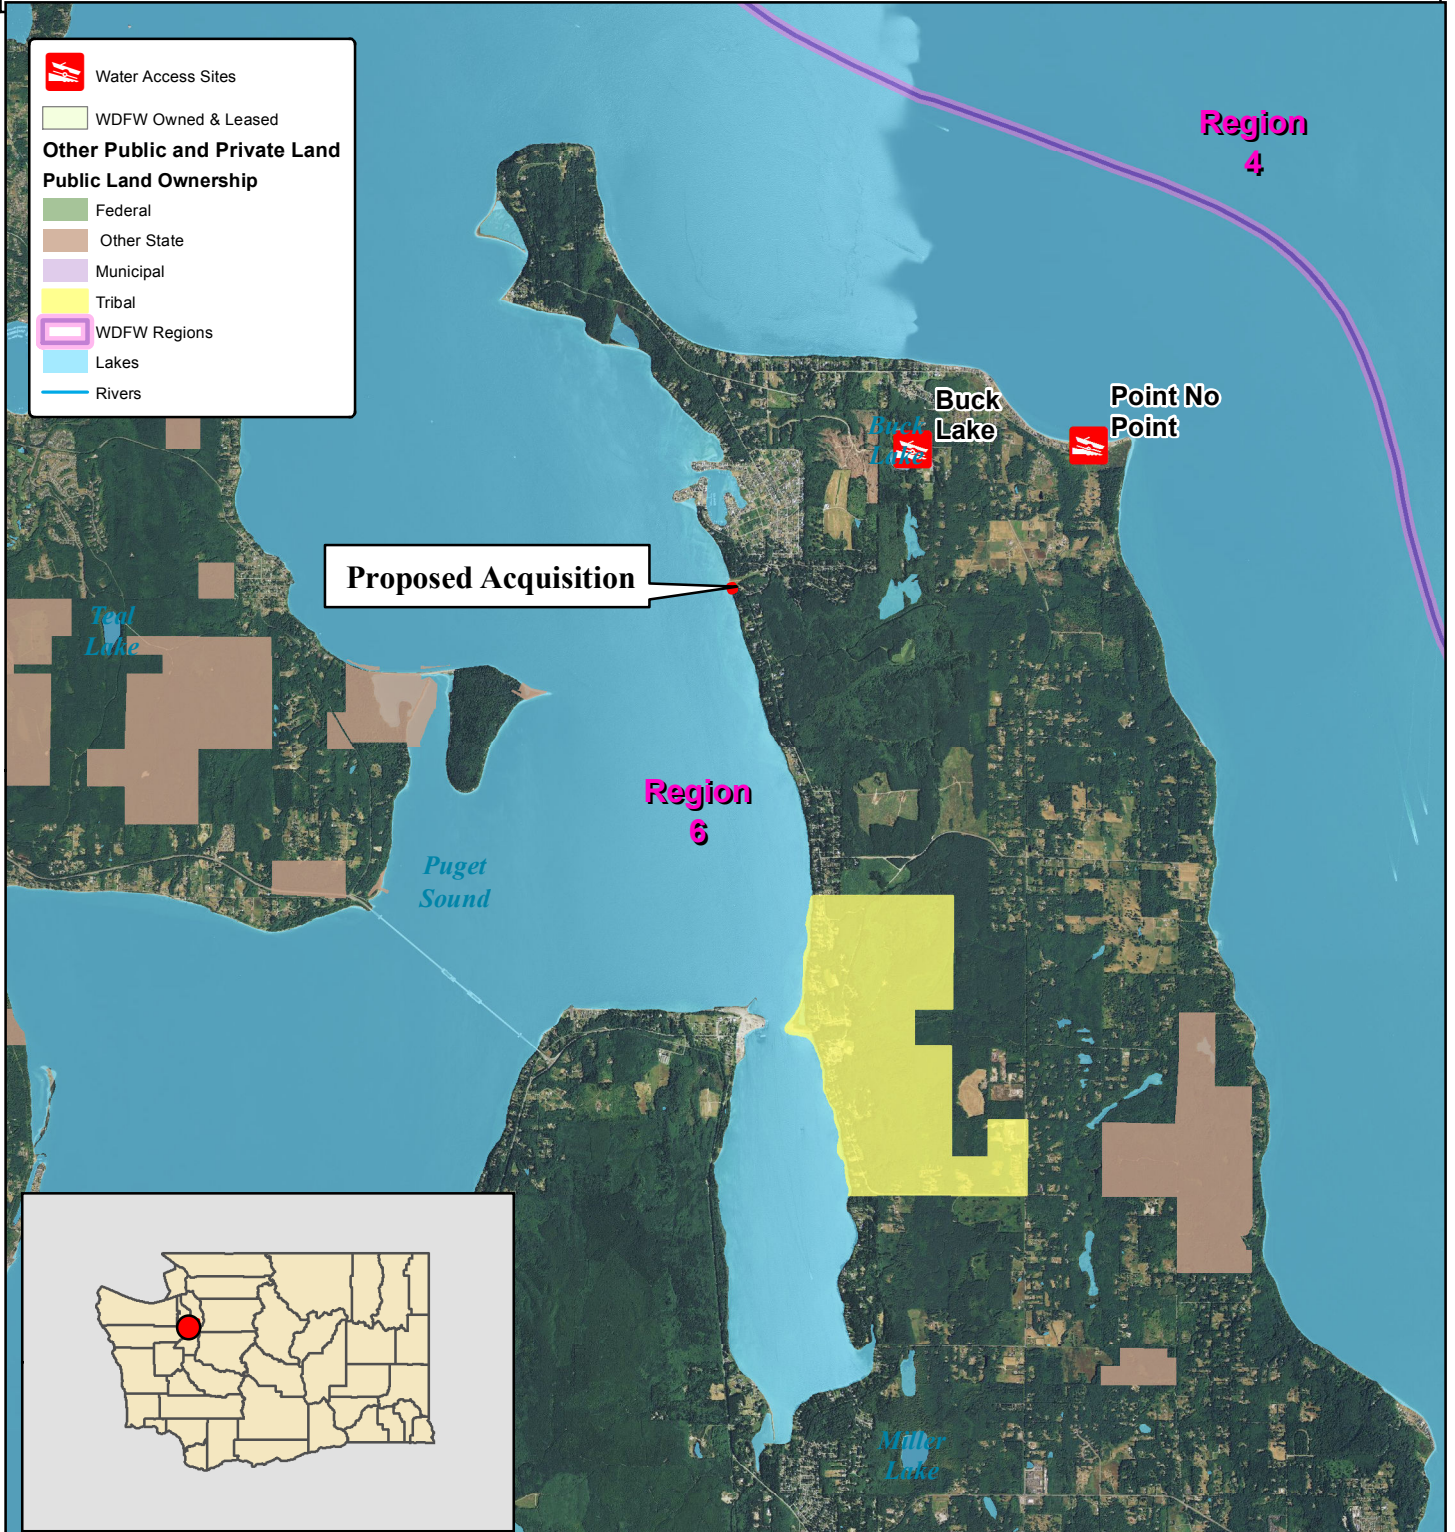 Water Access Sites
WDFW Owned & Leased
Other Public and Private Land
Public Land Ownership
Federal
Other State
Municipal
Tribal
WDFW Regions
Lakes
Rivers
Region
4
Buck
Lake
Buck
Lake
Point No
Point
Proposed Acquisition
Teal
Lake
Region
6
Puget
Sound
Miller
Lake